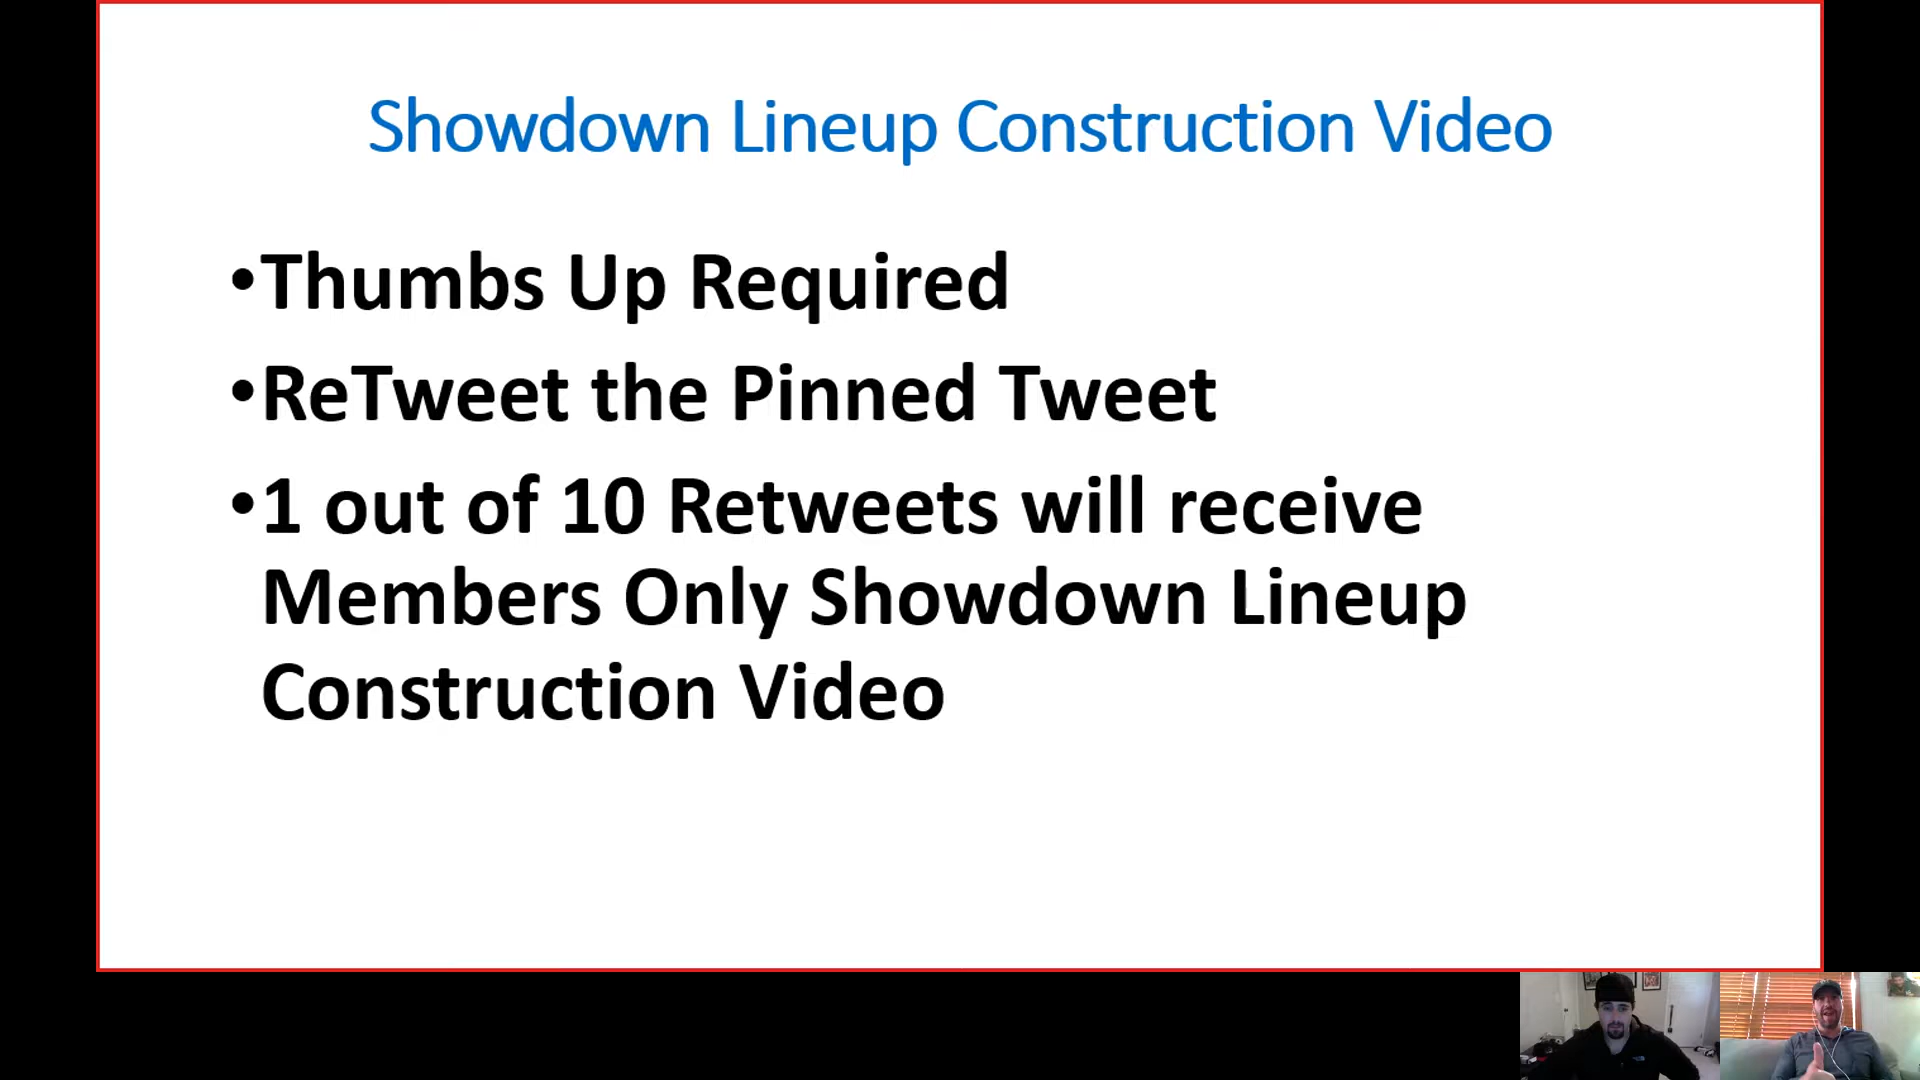 Showdown Lineup Construction Video
•Thumbs Up Required
•ReTweet the Pinned Tweet
•1 out of 10 Retweets will receive
Members Only Showdown Lineup
Construction Video